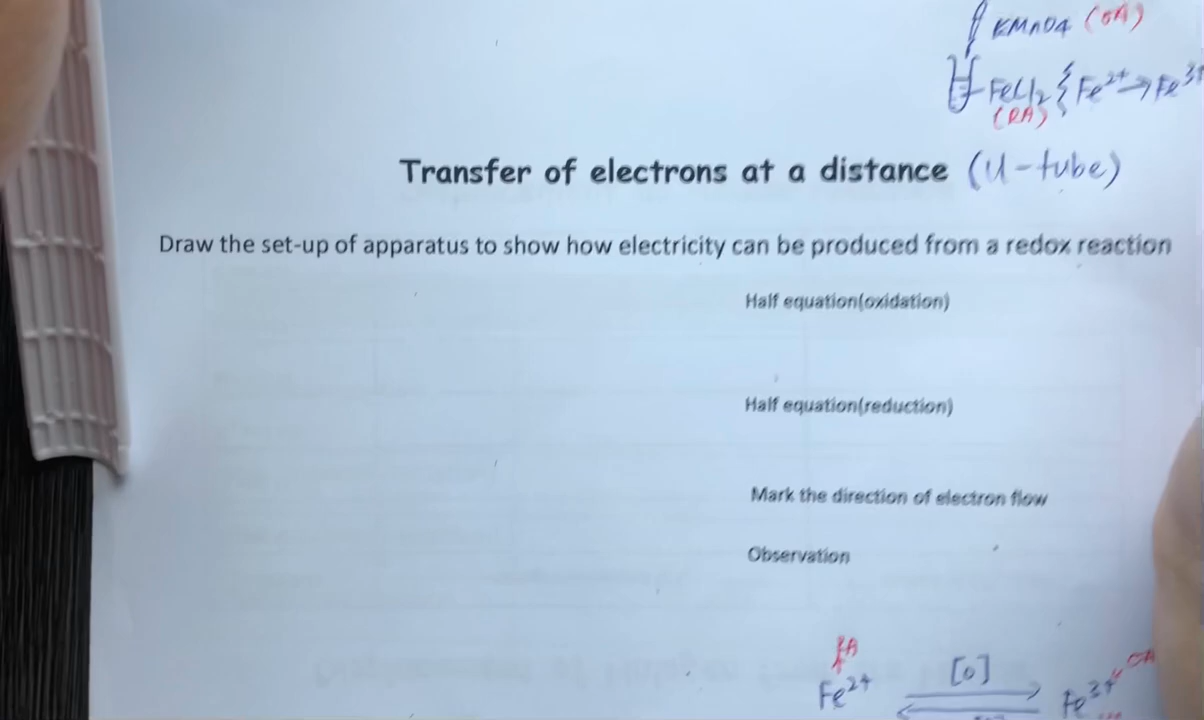 KMnO4 (OA)
FeCl2 { Fe2+ → Fe3+
(RA)
Transfer of electrons at a distance (U-tube)
Draw the set-up of apparatus to show how electricity can be produced from a redox reaction
Half equation(oxidation)
Half equation(reduction)
Mark the direction of electron flow
Observation
RA
[O] OA
Fe2+ Fe3+